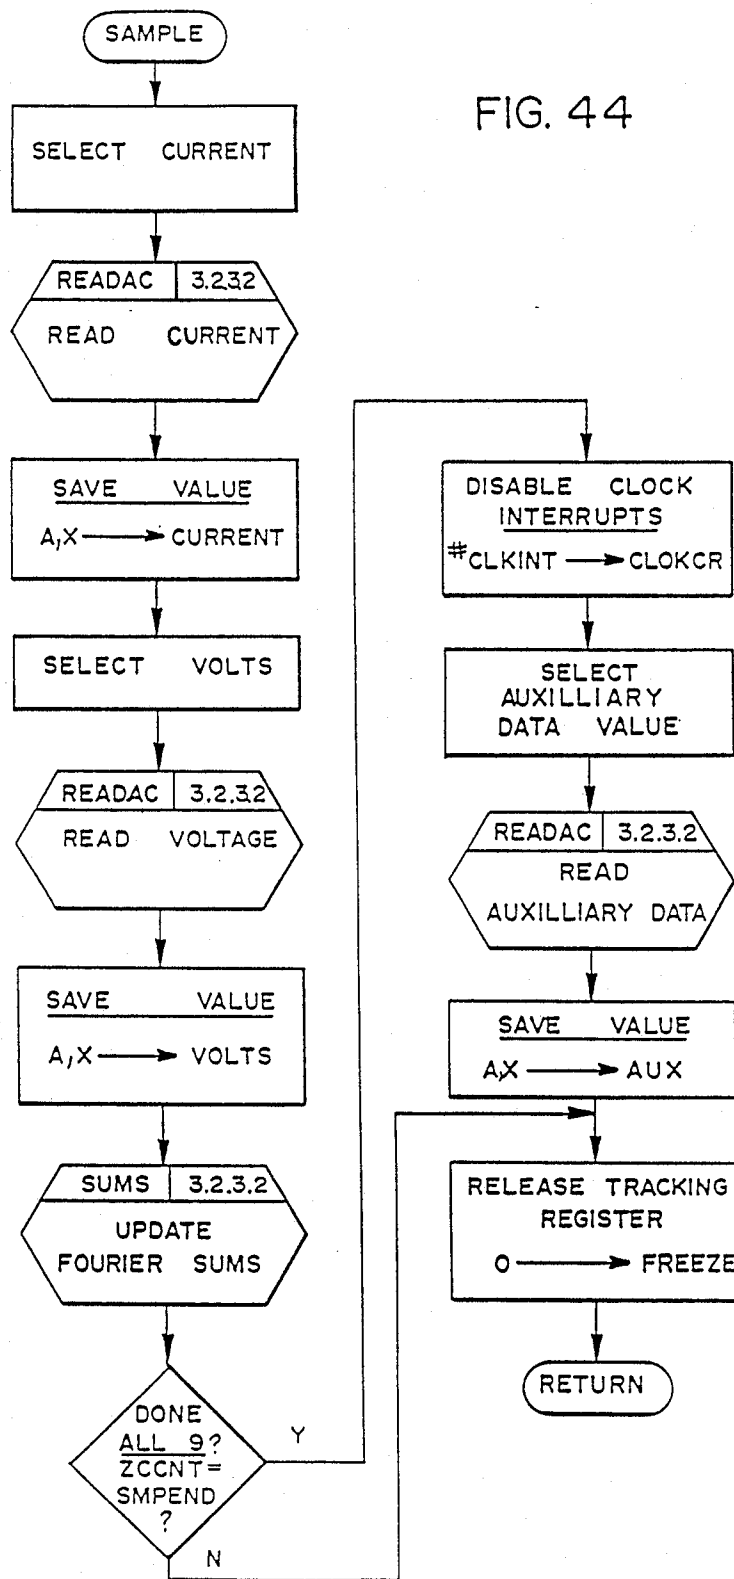 SAMPLE
FIG. 44
SELECT CURRENT
READAC 3.2.32
READ CURRENT
SAVE VALUE
A,X CURRENT
SELECT VOLTS
READAC 3.2.3.2
READ VOLTAGE
SAVE VALUE
A,X VOLTS
SUMS 3.2.3.2
UPDATE
FOURIER SUMS
DONE
ALL 9?
ZCCNT=
SMPEND
?
Y
N
DISABLE CLOCK
INTERRUPTS
#CLKINT CLOKCR
SELECT
AUXILLIARY
DATA VALUE
READAC 3.2.3.2
READ
AUXILLIARY DATA
SAVE VALUE
A,X AUX
RELEASE TRACKING
REGISTER
O FREEZE
RETURN